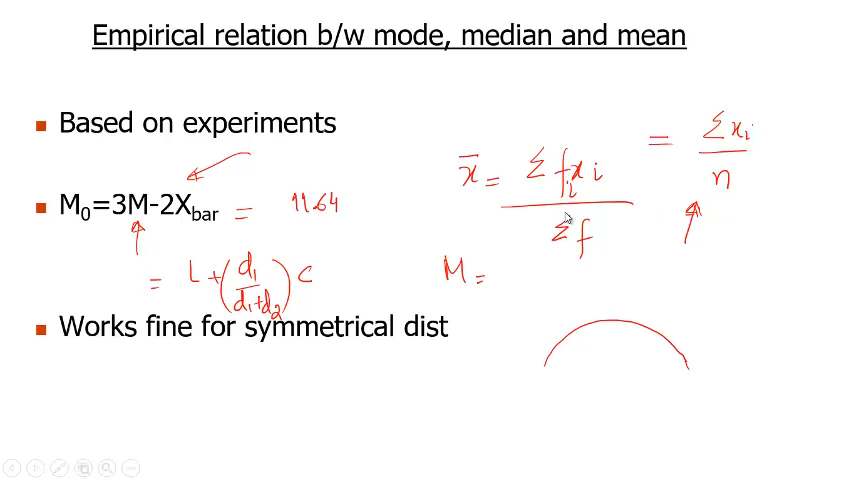 Empirical relation b/w mode, median and mean
Based on experiments
M₀=3M-2Xbar = 11.64
= L + (d₁/(d₁+d₂)) C
Works fine for symmetrical dist
x̄ = Σfᵢxᵢ/Σf = Σxᵢ/n
M =